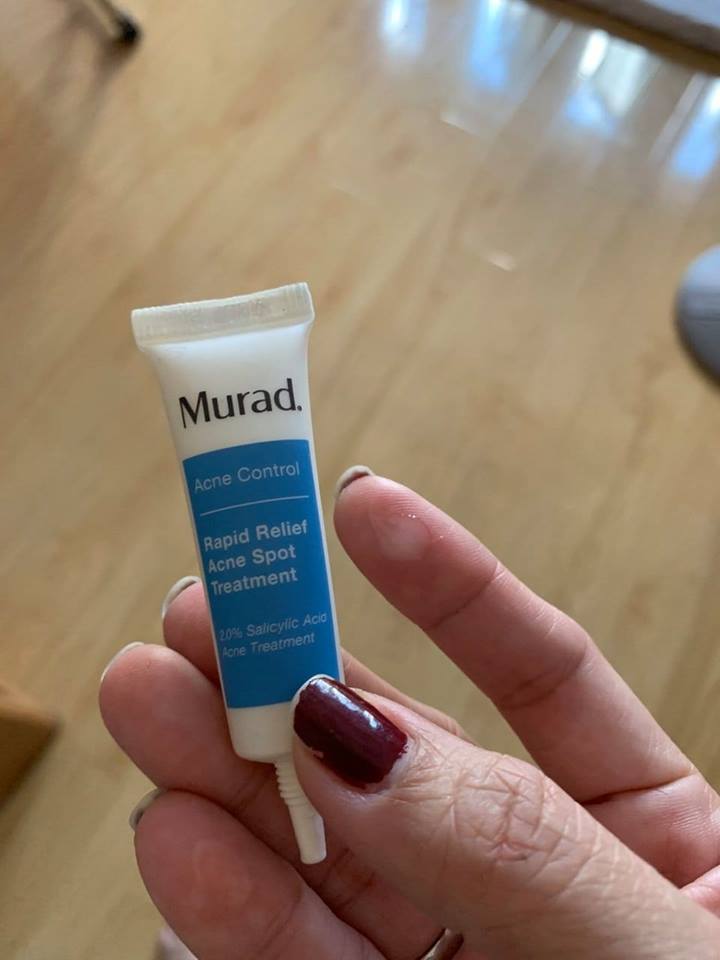 Murad.
Acne Control
Rapid Relief
Acne Spot
Treatment
2.0% Salicylic Acid
Acne Treatment